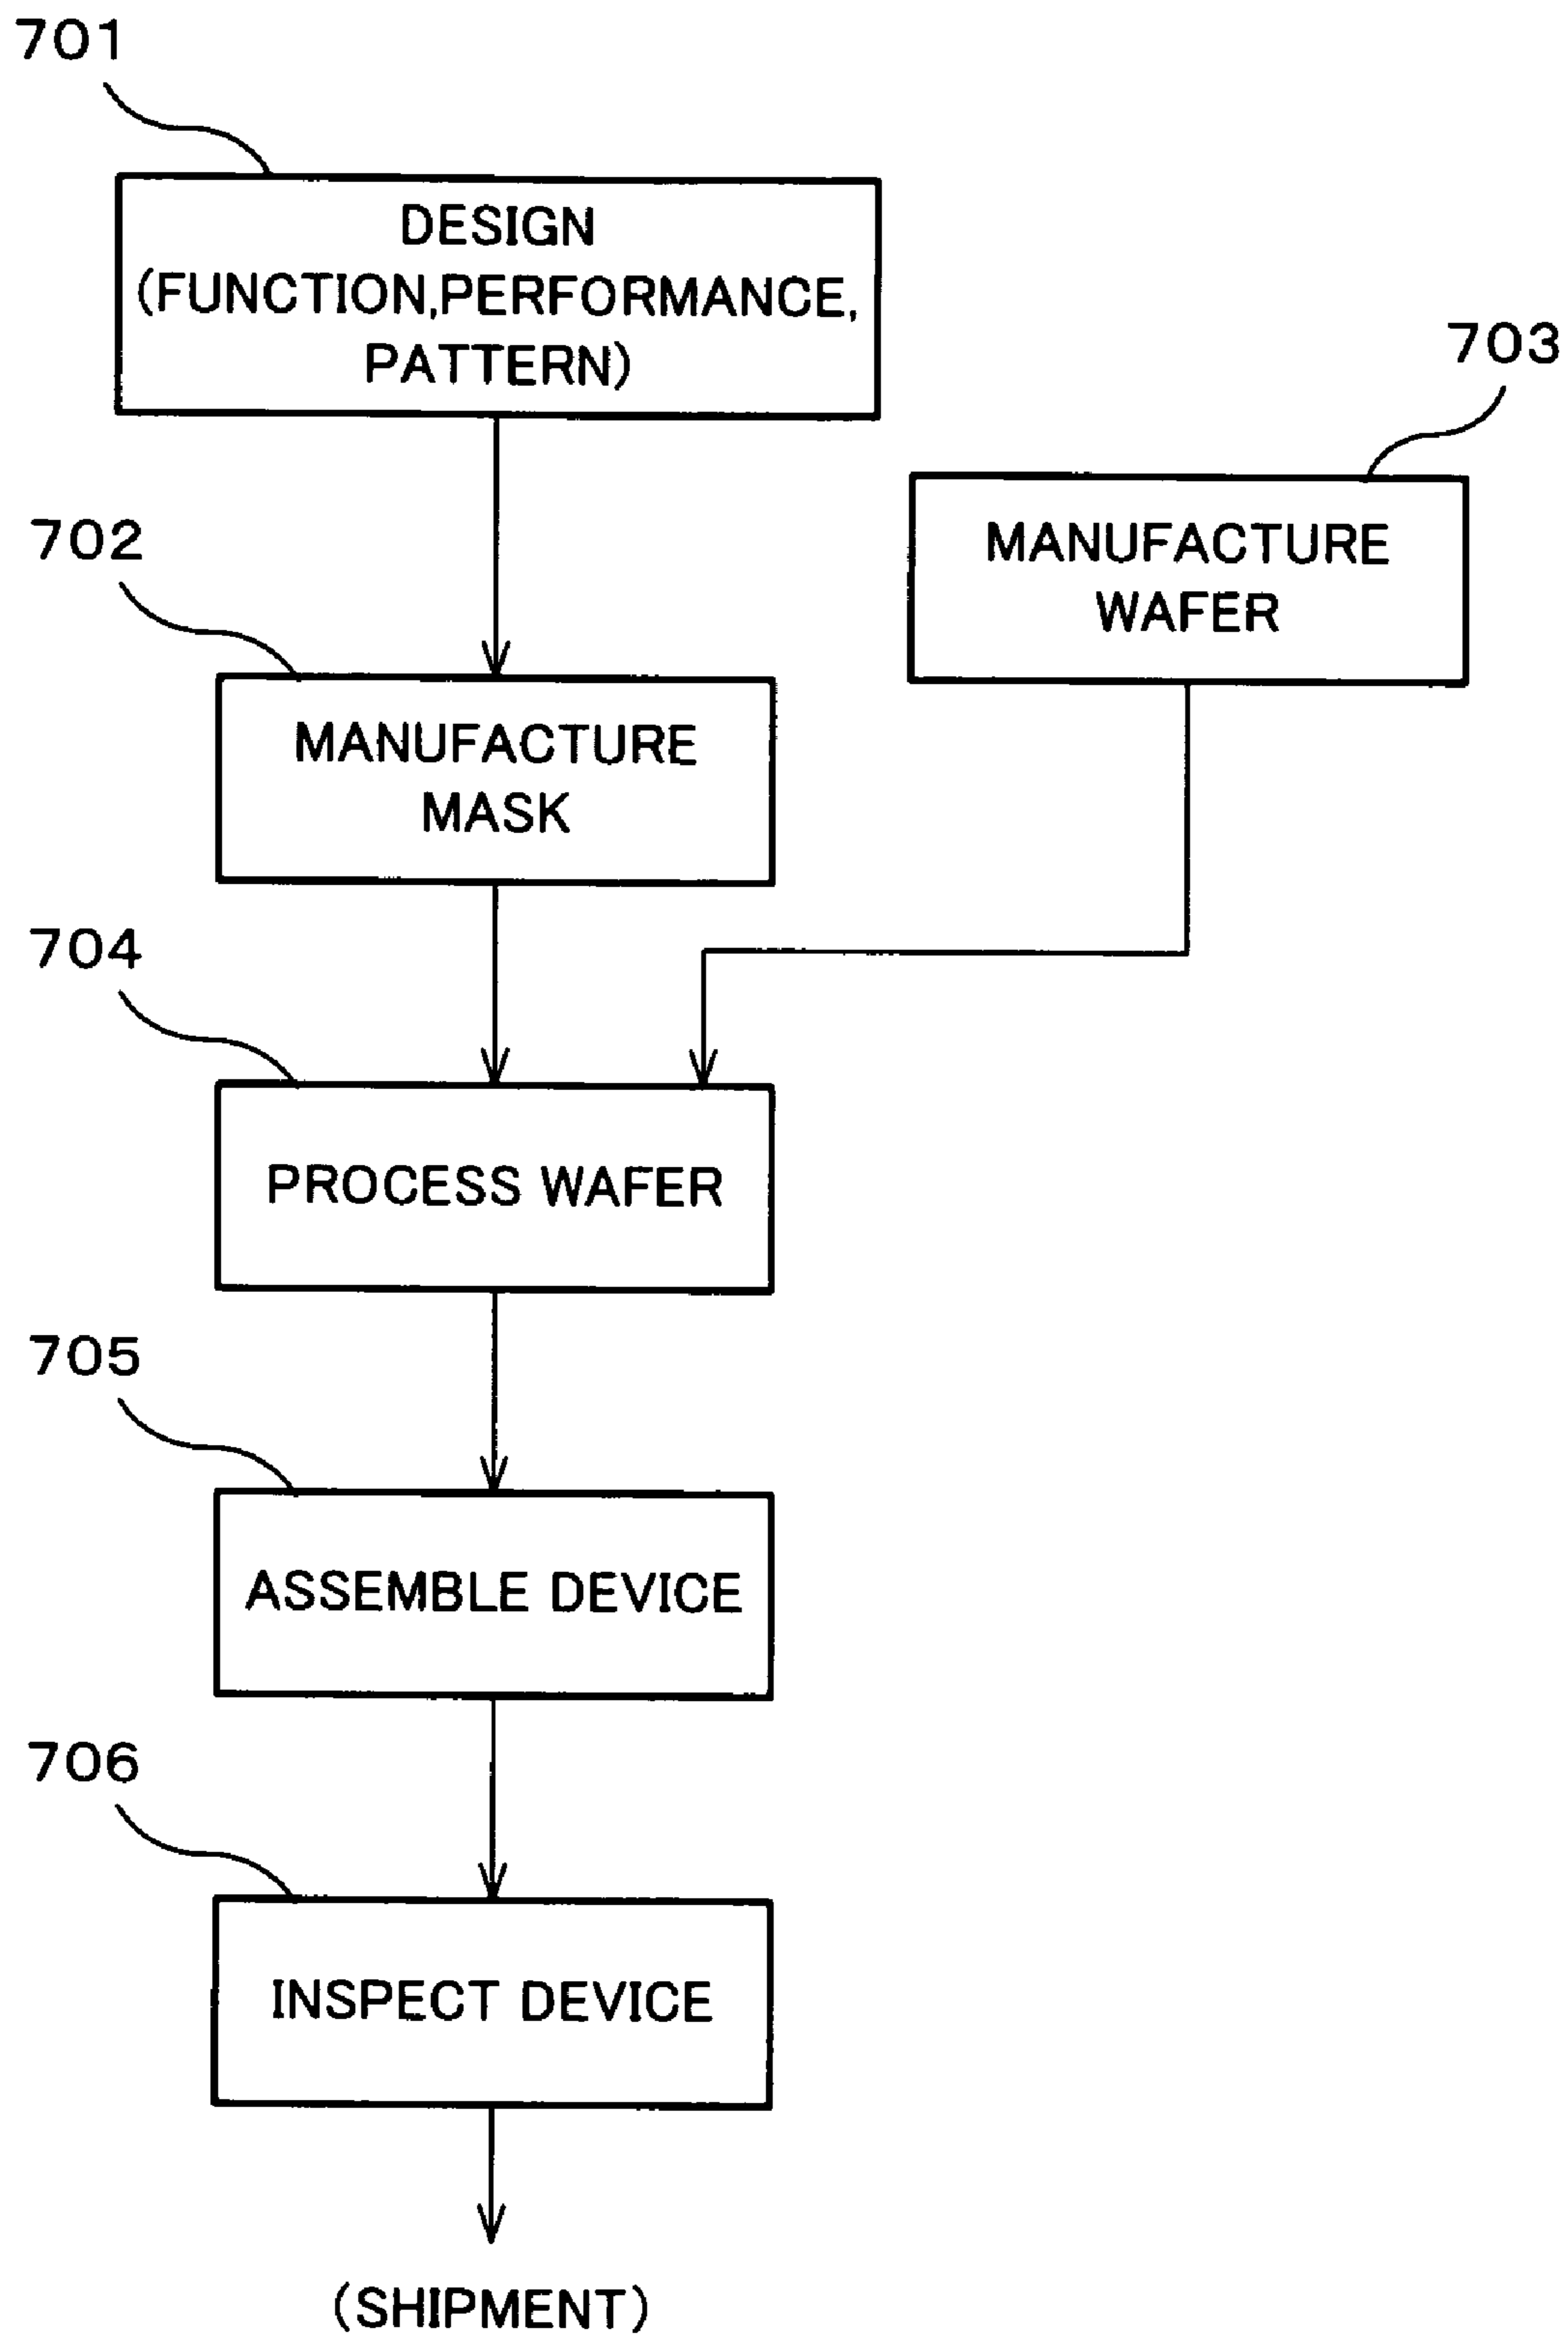 701
DESIGN
(FUNCTION,PERFORMANCE,
PATTERN)
703
MANUFACTURE
WAFER
702
MANUFACTURE
MASK
704
PROCESS WAFER
705
ASSEMBLE DEVICE
706
INSPECT DEVICE
(SHIPMENT)